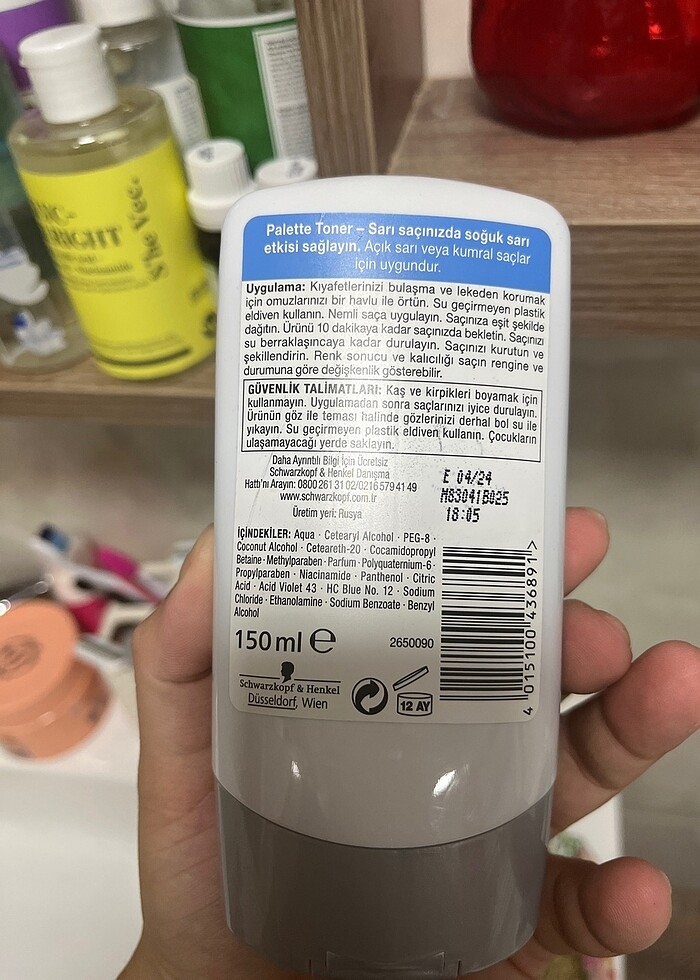 Palette Toner – Sarı saçınızda soğuk sarı
etkisi sağlayın. Açık sarı veya kumral saçlar
için uygundur.
Uygulama: Kıyafetlerinizi bulaşma ve lekeden korumak
için omuzlarınızı bir havlu ile örtün. Su geçirmeyen plastik
eldiven kullanın. Nemli saça uygulayın. Saçınıza eşit şekilde
dağıtın. Ürünü 10 dakikaya kadar saçınızda bekletin. Saçınızı
su berraklaşıncaya kadar durulayın. Saçınızı kurutun ve
şekillendirin. Renk sonucu ve kalıcılığı saçın rengine ve
durumuna göre değişkenlik gösterebilir.
GÜVENLİK TALİMATLARI: Kaş ve kirpikleri boyamak için
kullanmayın. Uygulamadan sonra saçlarınızı iyice durulayın.
Ürünün göz ile teması halinde gözlerinizi derhal bol su ile
yıkayın. Su geçirmeyen plastik eldiven kullanın. Çocukların
ulaşamayacağı yerde saklayın.
Daha Ayrıntılı Bilgi İçin Ücretsiz
Schwarzkopf & Henkel Danışma
Hattı'nı Arayın: 0800 261 31 02/0216 579 41 49
www.schwarzkopf.com.tr
Üretim yeri: Rusya
E 04/24
M83041B025
18:05
İÇİNDEKİLER: Aqua · Cetearyl Alcohol · PEG-8 ·
Coconut Alcohol · Ceteareth-20 · Cocamidopropyl
Betaine · Methylparaben · Parfum · Polyquaternium-6 ·
Propylparaben · Niacinamide · Panthenol · Citric
Acid · Acid Violet 43 · HC Blue No. 12 · Sodium
Chloride · Ethanolamine · Sodium Benzoate · Benzyl
Alcohol
150 ml e
2650090
Schwarzkopf & Henkel
Düsseldorf, Wien
12 AY
4 015100 436891 >
RIGHT
The Vee.